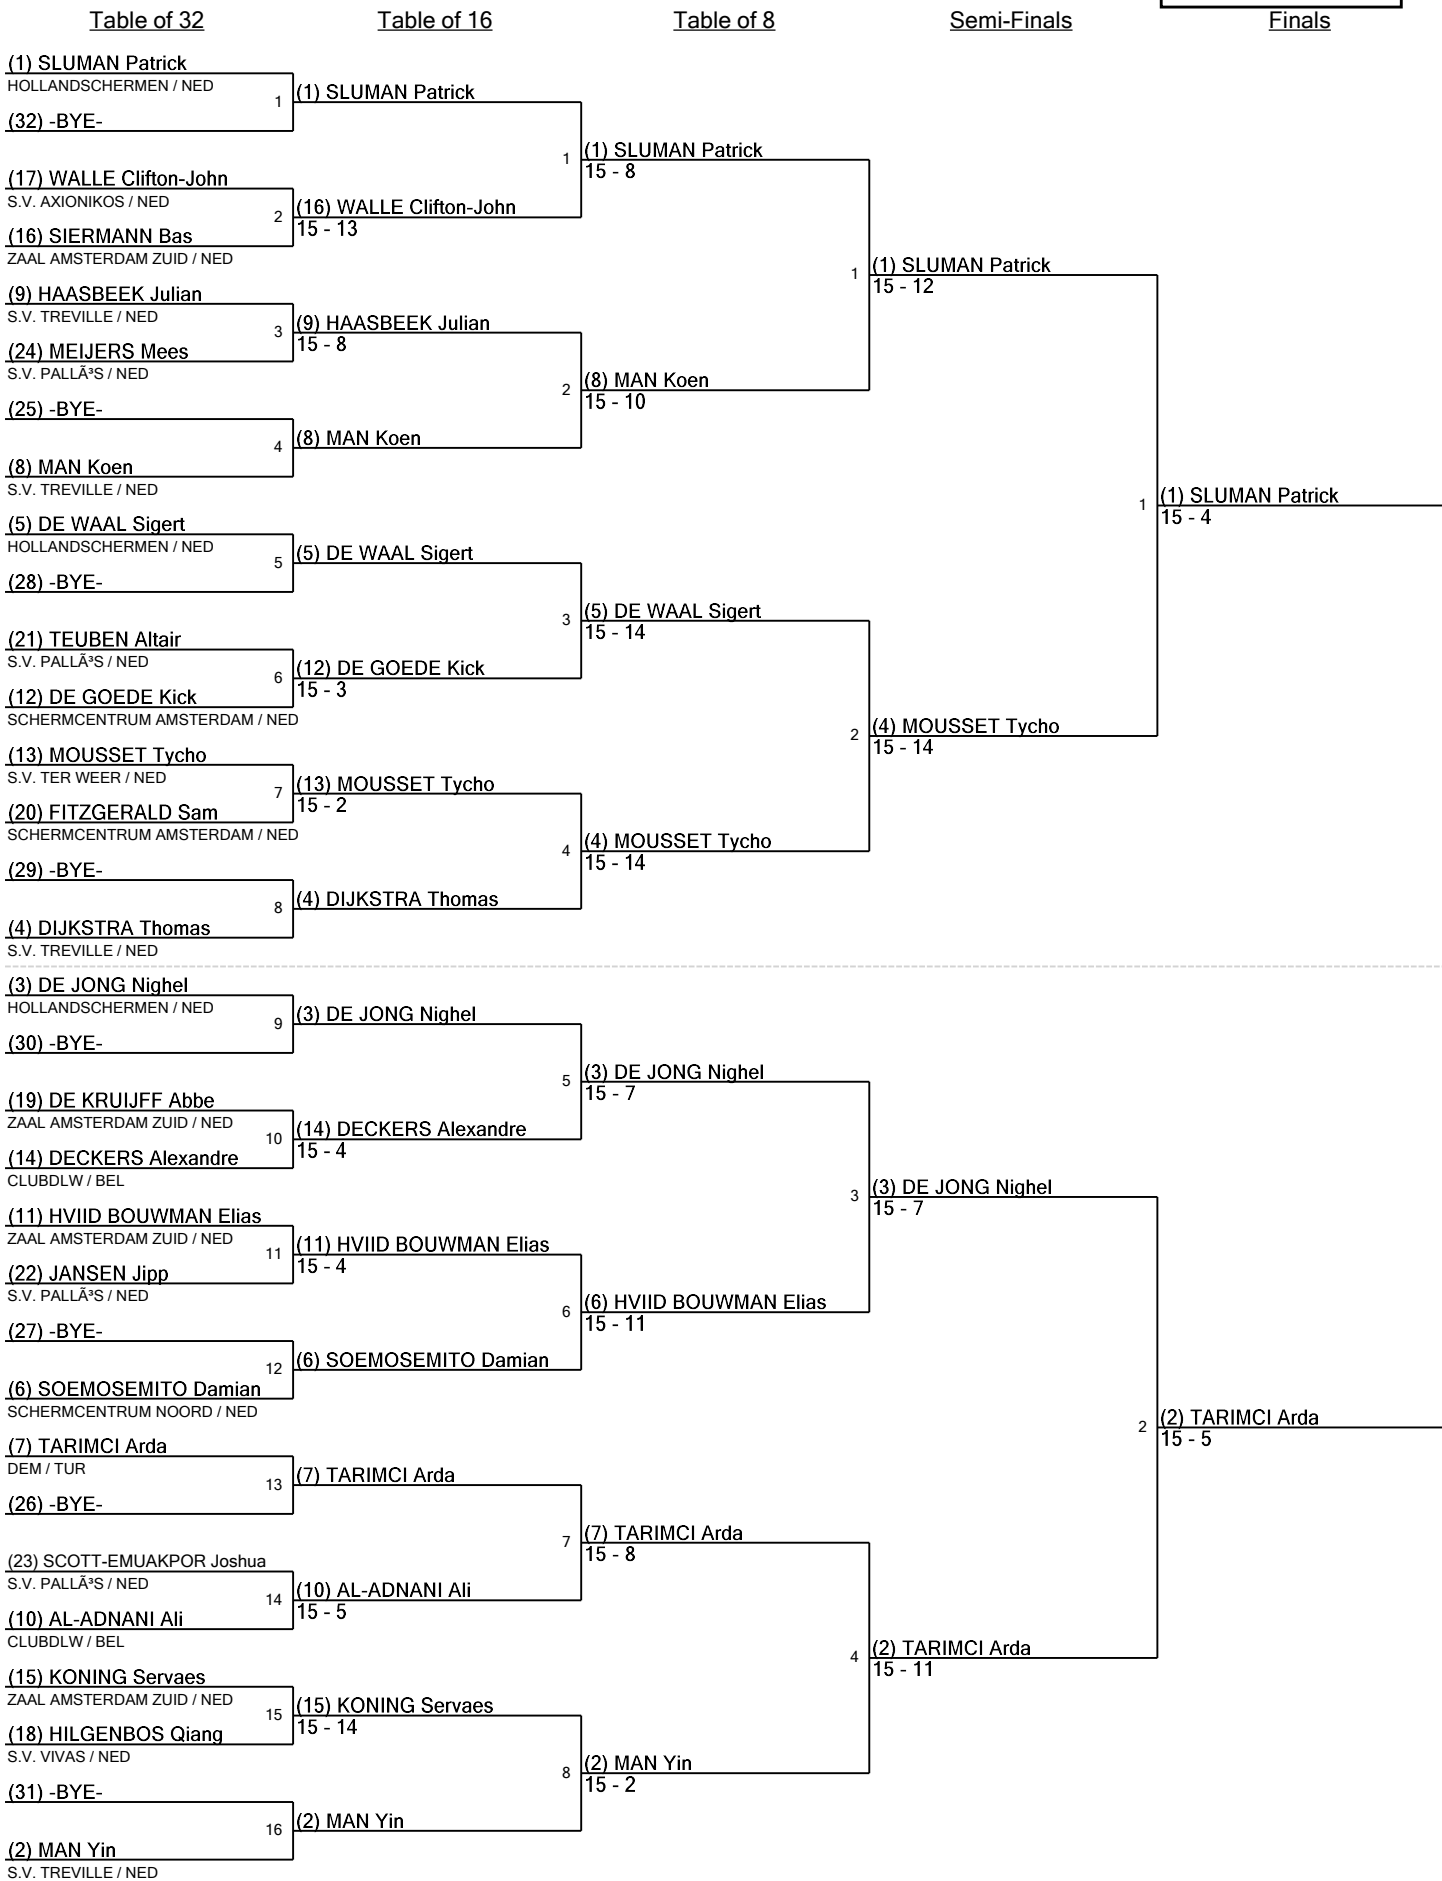 Table of 32
Table of 16
Table of 8
Semi-Finals
Finals
(1) SLUMAN Patrick
HOLLANDSCHERMEN / NED
1
(32) -BYE-
(17) WALLE Clifton-John
S.V. AXIONIKOS / NED
2
(16) SIERMANN Bas
ZAAL AMSTERDAM ZUID / NED
(9) HAASBEEK Julian
S.V. TREVILLE / NED
3
(24) MEIJERS Mees
S.V. PALLÃ³S / NED
(25) -BYE-
4
(8) MAN Koen
S.V. TREVILLE / NED
(5) DE WAAL Sigert
HOLLANDSCHERMEN / NED
5
(28) -BYE-
(21) TEUBEN Altair
S.V. PALLÃ³S / NED
6
(12) DE GOEDE Kick
SCHERMCENTRUM AMSTERDAM / NED
(13) MOUSSET Tycho
S.V. TER WEER / NED
7
(20) FITZGERALD Sam
SCHERMCENTRUM AMSTERDAM / NED
(29) -BYE-
8
(4) DIJKSTRA Thomas
S.V. TREVILLE / NED
(3) DE JONG Nighel
HOLLANDSCHERMEN / NED
9
(30) -BYE-
(19) DE KRUIJFF Abbe
ZAAL AMSTERDAM ZUID / NED
10
(14) DECKERS Alexandre
CLUBDLW / BEL
(11) HVIID BOUWMAN Elias
ZAAL AMSTERDAM ZUID / NED
11
(22) JANSEN Jipp
S.V. PALLÃ³S / NED
(27) -BYE-
12
(6) SOEMOSEMITO Damian
SCHERMCENTRUM NOORD / NED
(7) TARIMCI Arda
DEM / TUR
13
(26) -BYE-
(23) SCOTT-EMUAKPOR Joshua
S.V. PALLÃ³S / NED
14
(10) AL-ADNANI Ali
CLUBDLW / BEL
(15) KONING Servaes
ZAAL AMSTERDAM ZUID / NED
15
(18) HILGENBOS Qiang
S.V. VIVAS / NED
(31) -BYE-
16
(2) MAN Yin
S.V. TREVILLE / NED
(1) SLUMAN Patrick
1
(16) WALLE Clifton-John
15 - 13
(9) HAASBEEK Julian
15 - 8
2
(8) MAN Koen
(5) DE WAAL Sigert
3
(12) DE GOEDE Kick
15 - 3
(13) MOUSSET Tycho
15 - 2
4
(4) DIJKSTRA Thomas
(3) DE JONG Nighel
5
(14) DECKERS Alexandre
15 - 4
(11) HVIID BOUWMAN Elias
15 - 4
6
(6) SOEMOSEMITO Damian
(7) TARIMCI Arda
7
(10) AL-ADNANI Ali
15 - 5
(15) KONING Servaes
15 - 14
8
(2) MAN Yin
(1) SLUMAN Patrick
15 - 8
1
(8) MAN Koen
15 - 10
(5) DE WAAL Sigert
15 - 14
2
(4) MOUSSET Tycho
15 - 14
(3) DE JONG Nighel
15 - 7
3
(6) HVIID BOUWMAN Elias
15 - 11
(7) TARIMCI Arda
15 - 8
4
(2) MAN Yin
15 - 2
(1) SLUMAN Patrick
15 - 12
1
(4) MOUSSET Tycho
15 - 14
(3) DE JONG Nighel
15 - 7
2
(2) TARIMCI Arda
15 - 11
(1) SLUMAN Patrick
15 - 4
(2) TARIMCI Arda
15 - 5